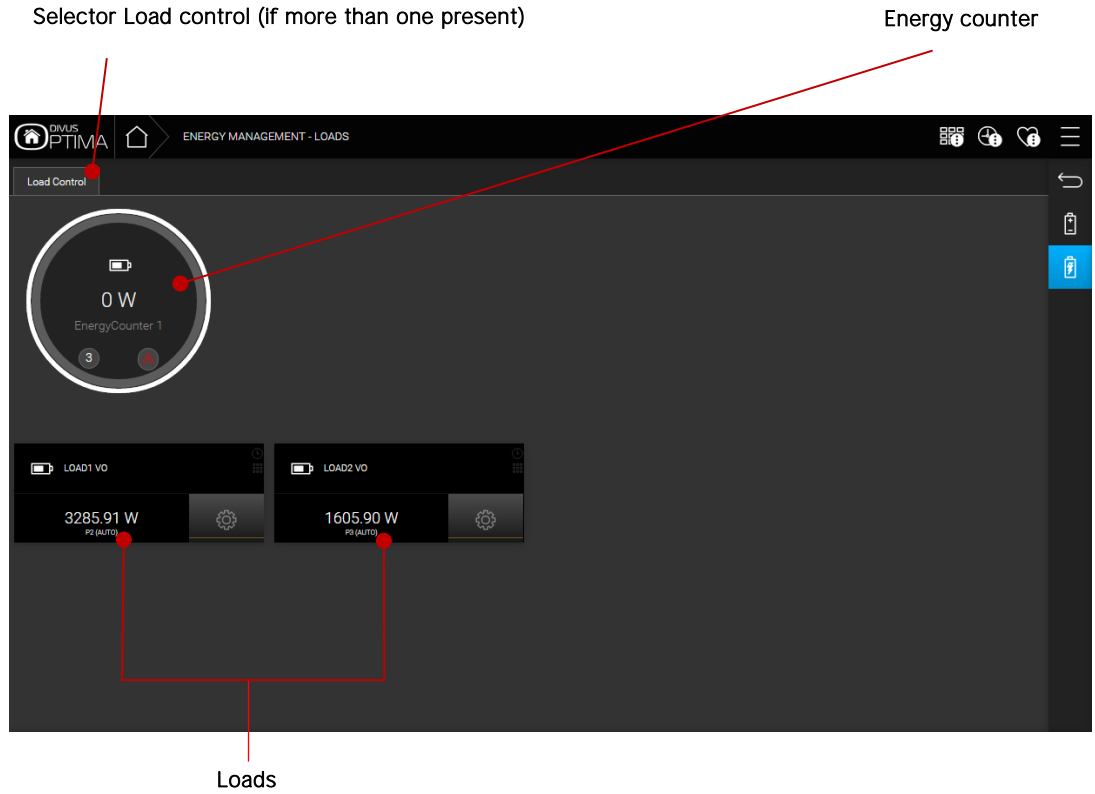 Selector Load control (if more than one present)
Energy counter
DIVUS
OPTIMA
ENERGY MANAGEMENT - LOADS
Load Control
0 W
EnergyCounter 1
3
LOAD1 VO
LOAD2 VO
3285.91 W
P2 (AUTO)
1605.90 W
P3 (AUTO)
Loads